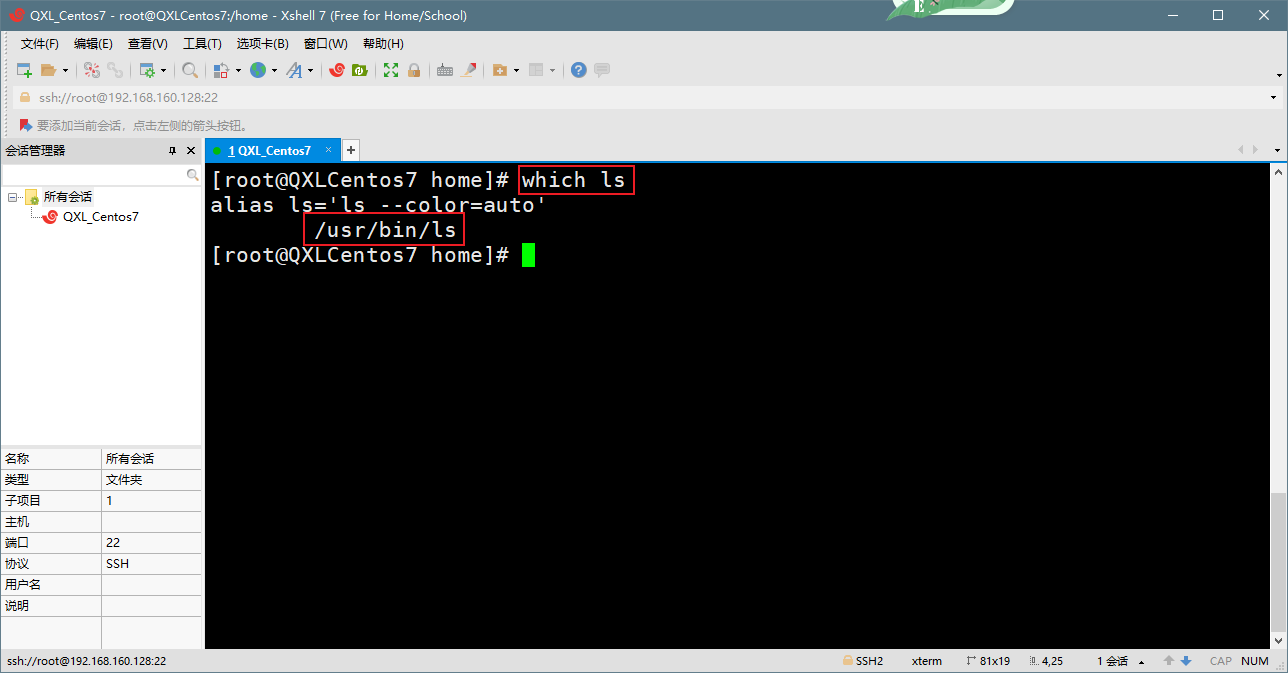 QXL_Centos7 - root@QXLCentos7:/home - Xshell 7 (Free for Home/School)
文件(F) 编辑(E) 查看(V) 工具(T) 选项卡(B) 窗口(W) 帮助(H)
ssh://root@192.168.160.128:22
要添加当前会话，点击左侧的箭头按钮。
会话管理器
1 QXL_Centos7
所有会话
QXL_Centos7
[root@QXLCentos7 home]# which ls
alias ls='ls --color=auto'
/usr/bin/ls
[root@QXLCentos7 home]#
名称 所有会话
类型 文件夹
子项目 1
主机
端口 22
协议 SSH
用户名
说明
ssh://root@192.168.160.128:22 SSH2 xterm 81x19 4,25 1 会话 CAP NUM